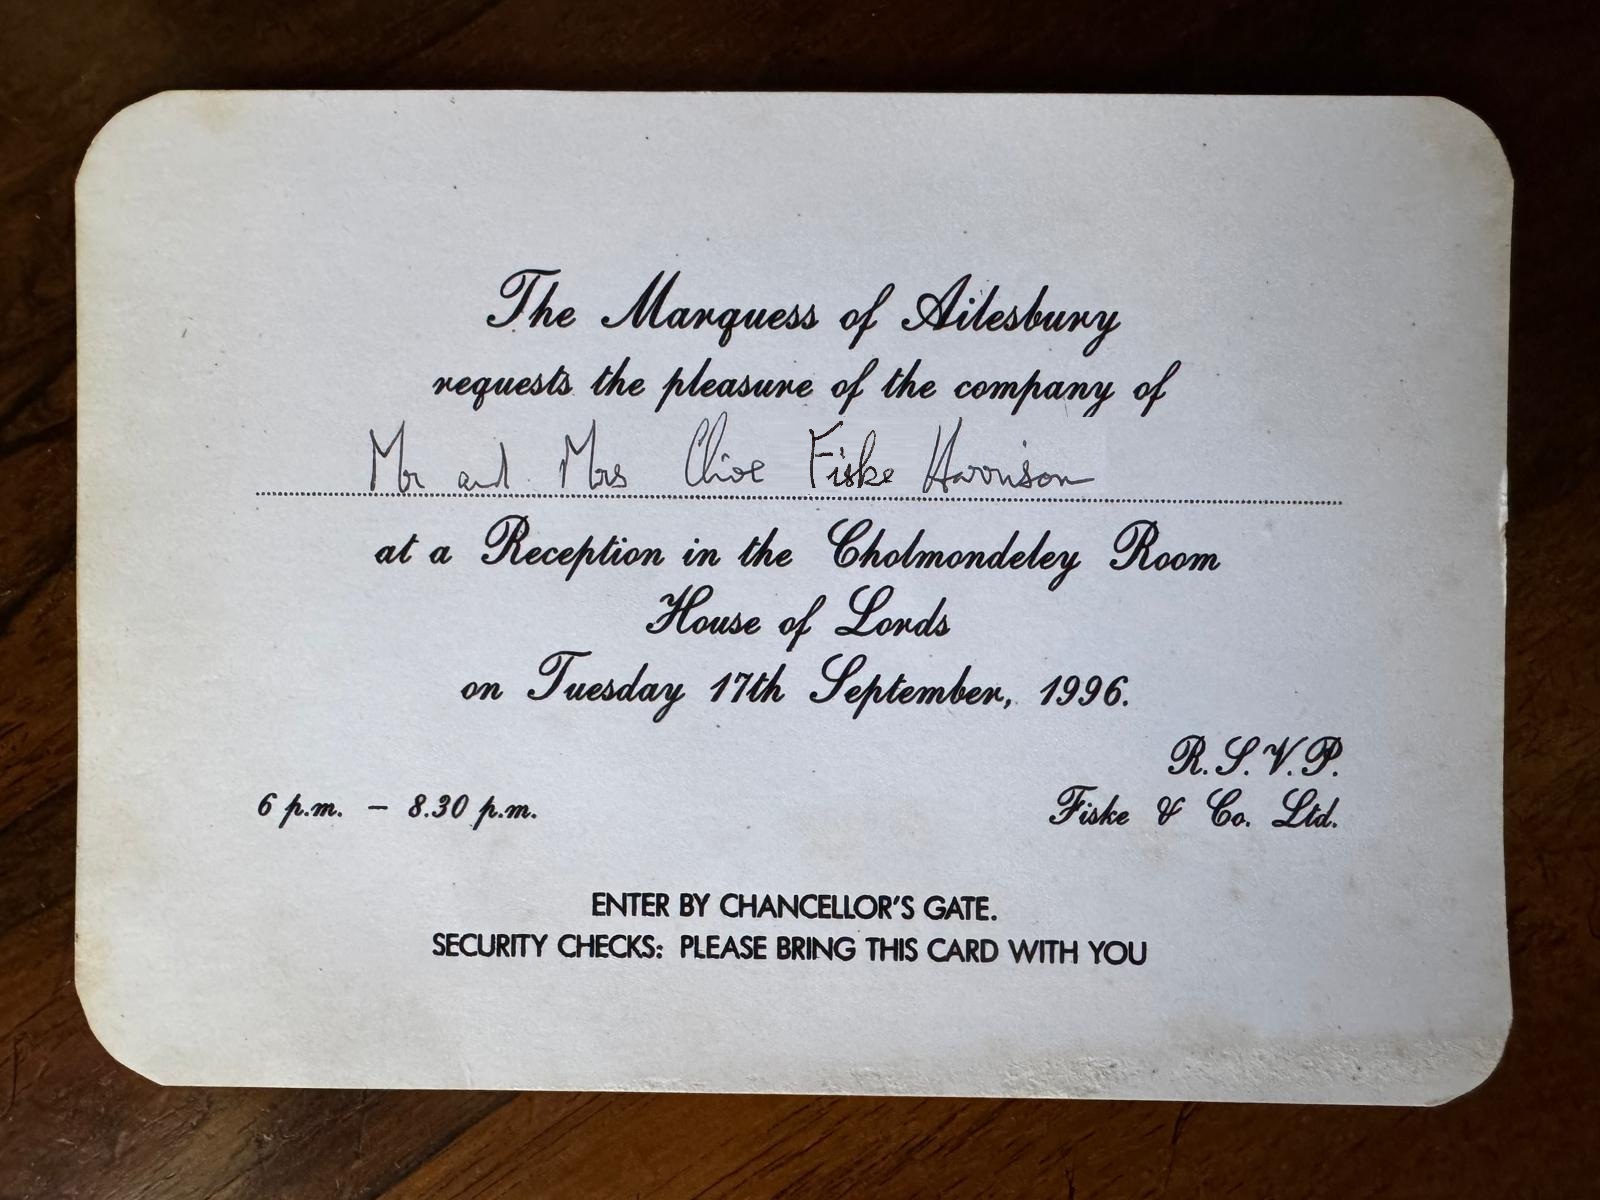 The Marquess of Ailesbury
requests the pleasure of the company of
Mr and Mrs Clive Fiske Harrison
at a Reception in the Cholmondeley Room
House of Lords
on Tuesday 17th September, 1996.
R.S.V.P.
6 p.m. – 8.30 p.m. Fiske & Co. Ltd.
ENTER BY CHANCELLOR'S GATE.
SECURITY CHECKS: PLEASE BRING THIS CARD WITH YOU